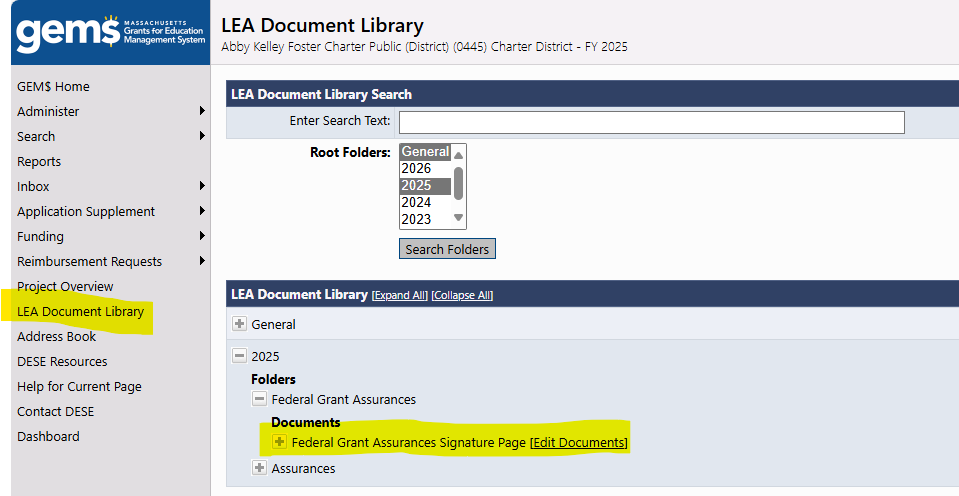 gem$ MASSACHUSETTS
Grants for Education
Management System
LEA Document Library
Abby Kelley Foster Charter Public (District) (0445) Charter District - FY 2025
GEM$ Home
Administer
Search
Reports
Inbox
Application Supplement
Funding
Reimbursement Requests
Project Overview
LEA Document Library
Address Book
DESE Resources
Help for Current Page
Contact DESE
Dashboard
LEA Document Library Search
Enter Search Text:
Root Folders:
General
2026
2025
2024
2023
Search Folders
LEA Document Library [Expand All] [Collapse All]
General
2025
Folders
Federal Grant Assurances
Documents
Federal Grant Assurances Signature Page [Edit Documents]
Assurances